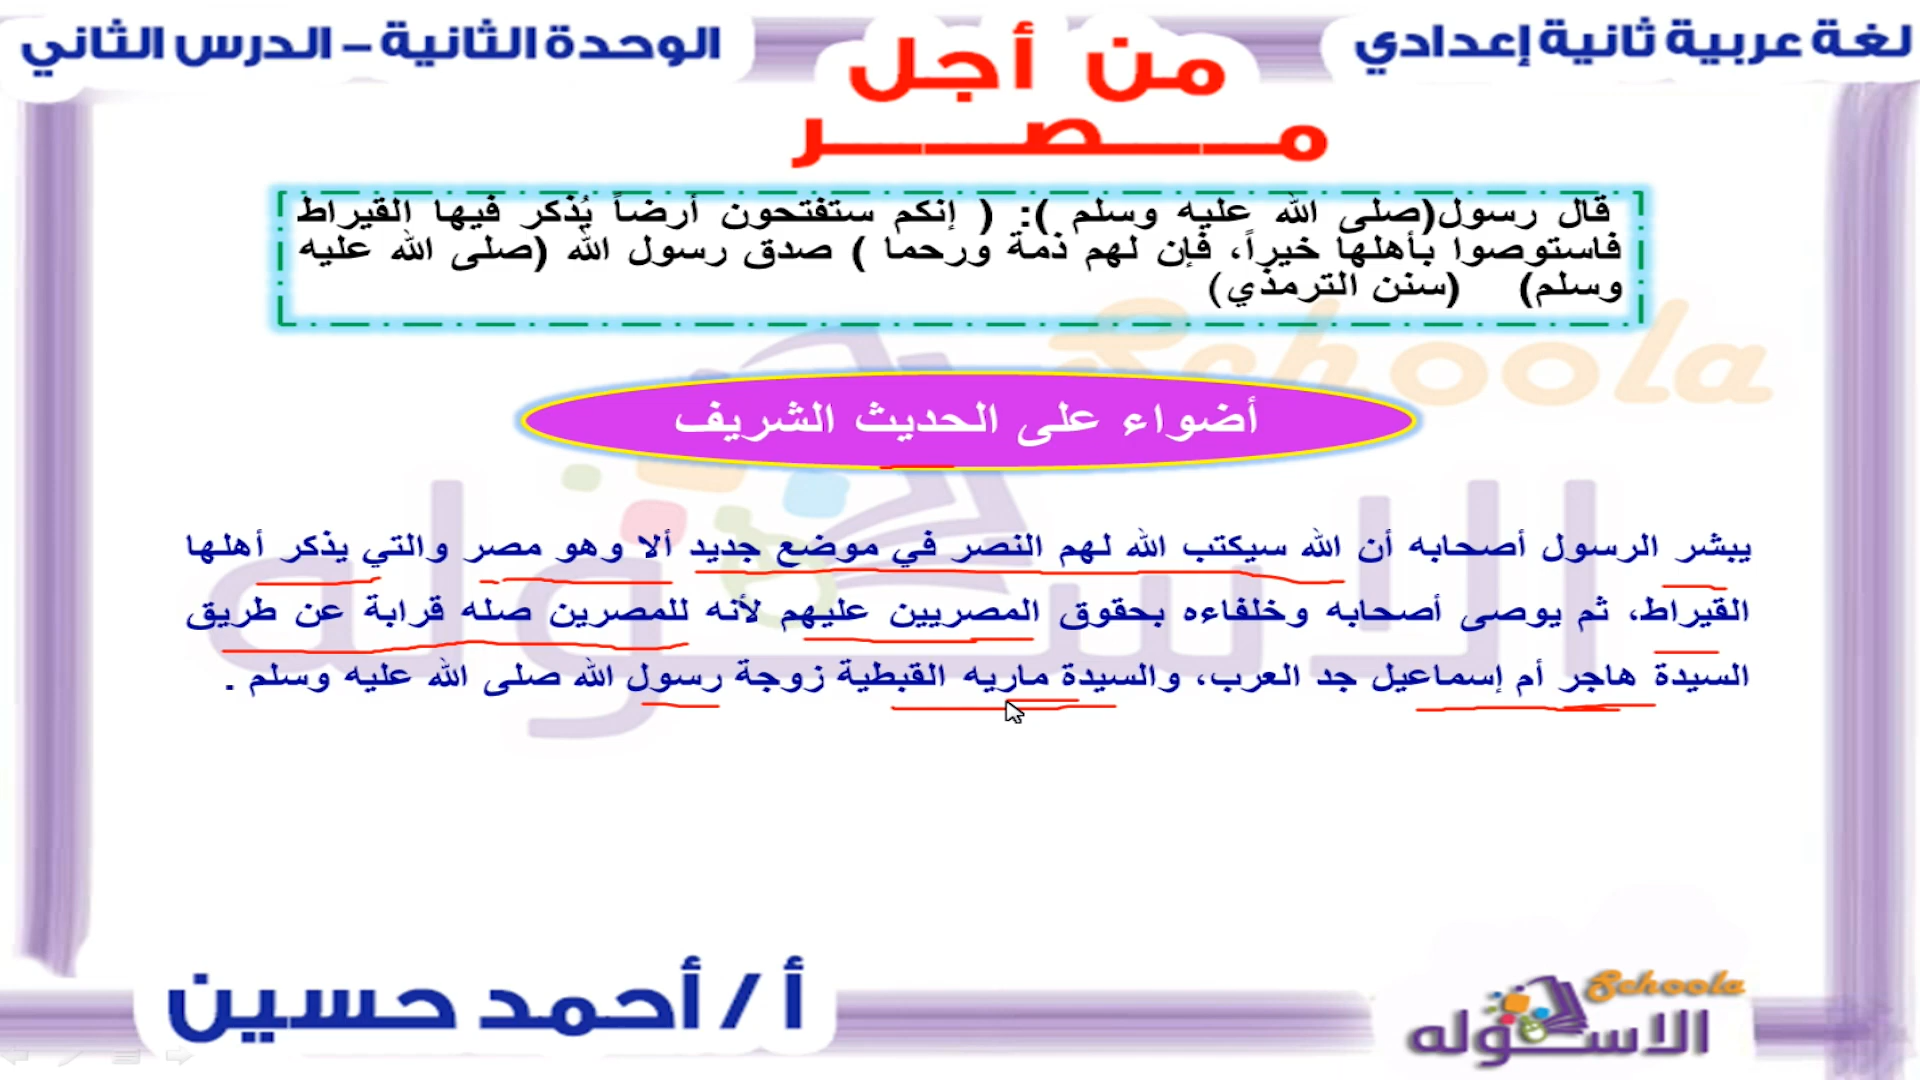 لغة عربية ثانية إعدادي
من أجل
مـــصـــر
الوحدة الثانية – الدرس الثاني
قال رسول(صلى الله عليه وسلم ): ( إنكم ستفتحون أرضاً يُذكر فيها القيراط
فاستوصوا بأهلها خيراً، فإن لهم ذمة ورحما ) صدق رسول الله (صلى الله عليه
وسلم) (سنن الترمذي)
Schoola
أضواء على الحديث الشريف
الاسـوله
يبشر الرسول أصحابه أن الله سيكتب الله لهم النصر في موضع جديد ألا وهو مصر والتي يذكر أهلها
القيراط، ثم يوصى أصحابه وخلفاءه بحقوق المصريين عليهم لأنه للمصرين صله قرابة عن طريق
السيدة هاجر أم إسماعيل جد العرب، والسيدة ماريه القبطية زوجة رسول الله صلى الله عليه وسلم .
أ / أحمد حسين
Schoola
الاسـوله